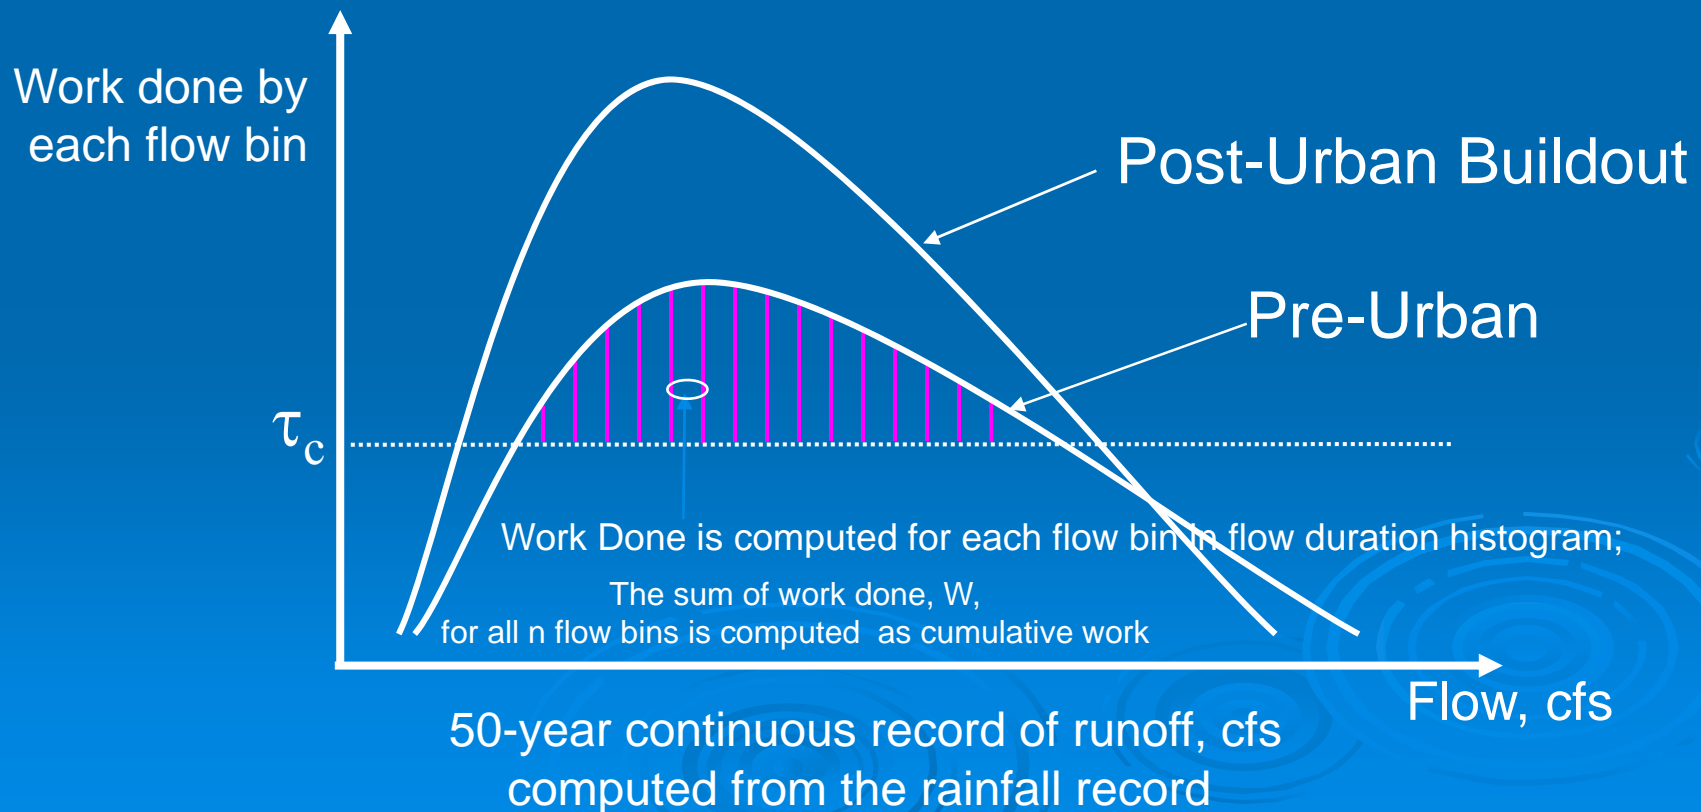 Work done by
each flow bin
Post-Urban Buildout
Pre-Urban
τc
Work Done is computed for each flow bin in flow duration histogram;
The sum of work done, W,
for all n flow bins is computed as cumulative work
Flow, cfs
50-year continuous record of runoff, cfs
computed from the rainfall record